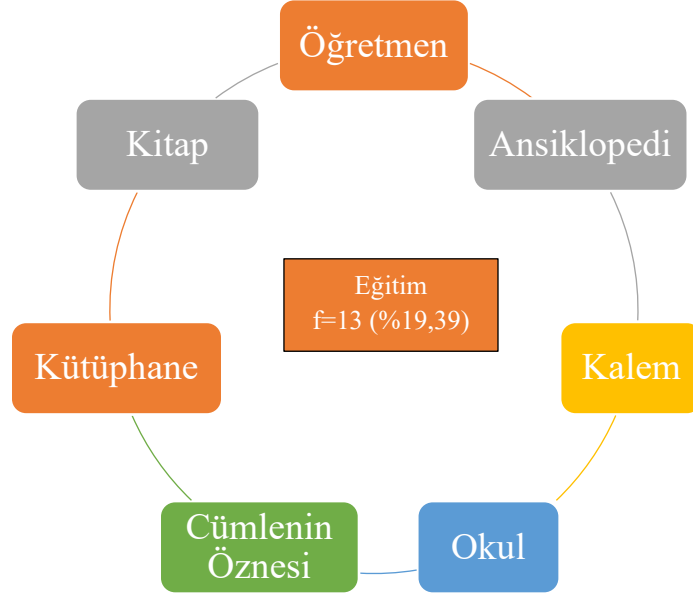 Öğretmen
Ansiklopedi
Kalem
Okul
Cümlenin
Öznesi
Kütüphane
Kitap
Eğitim
f=13 (%19,39)